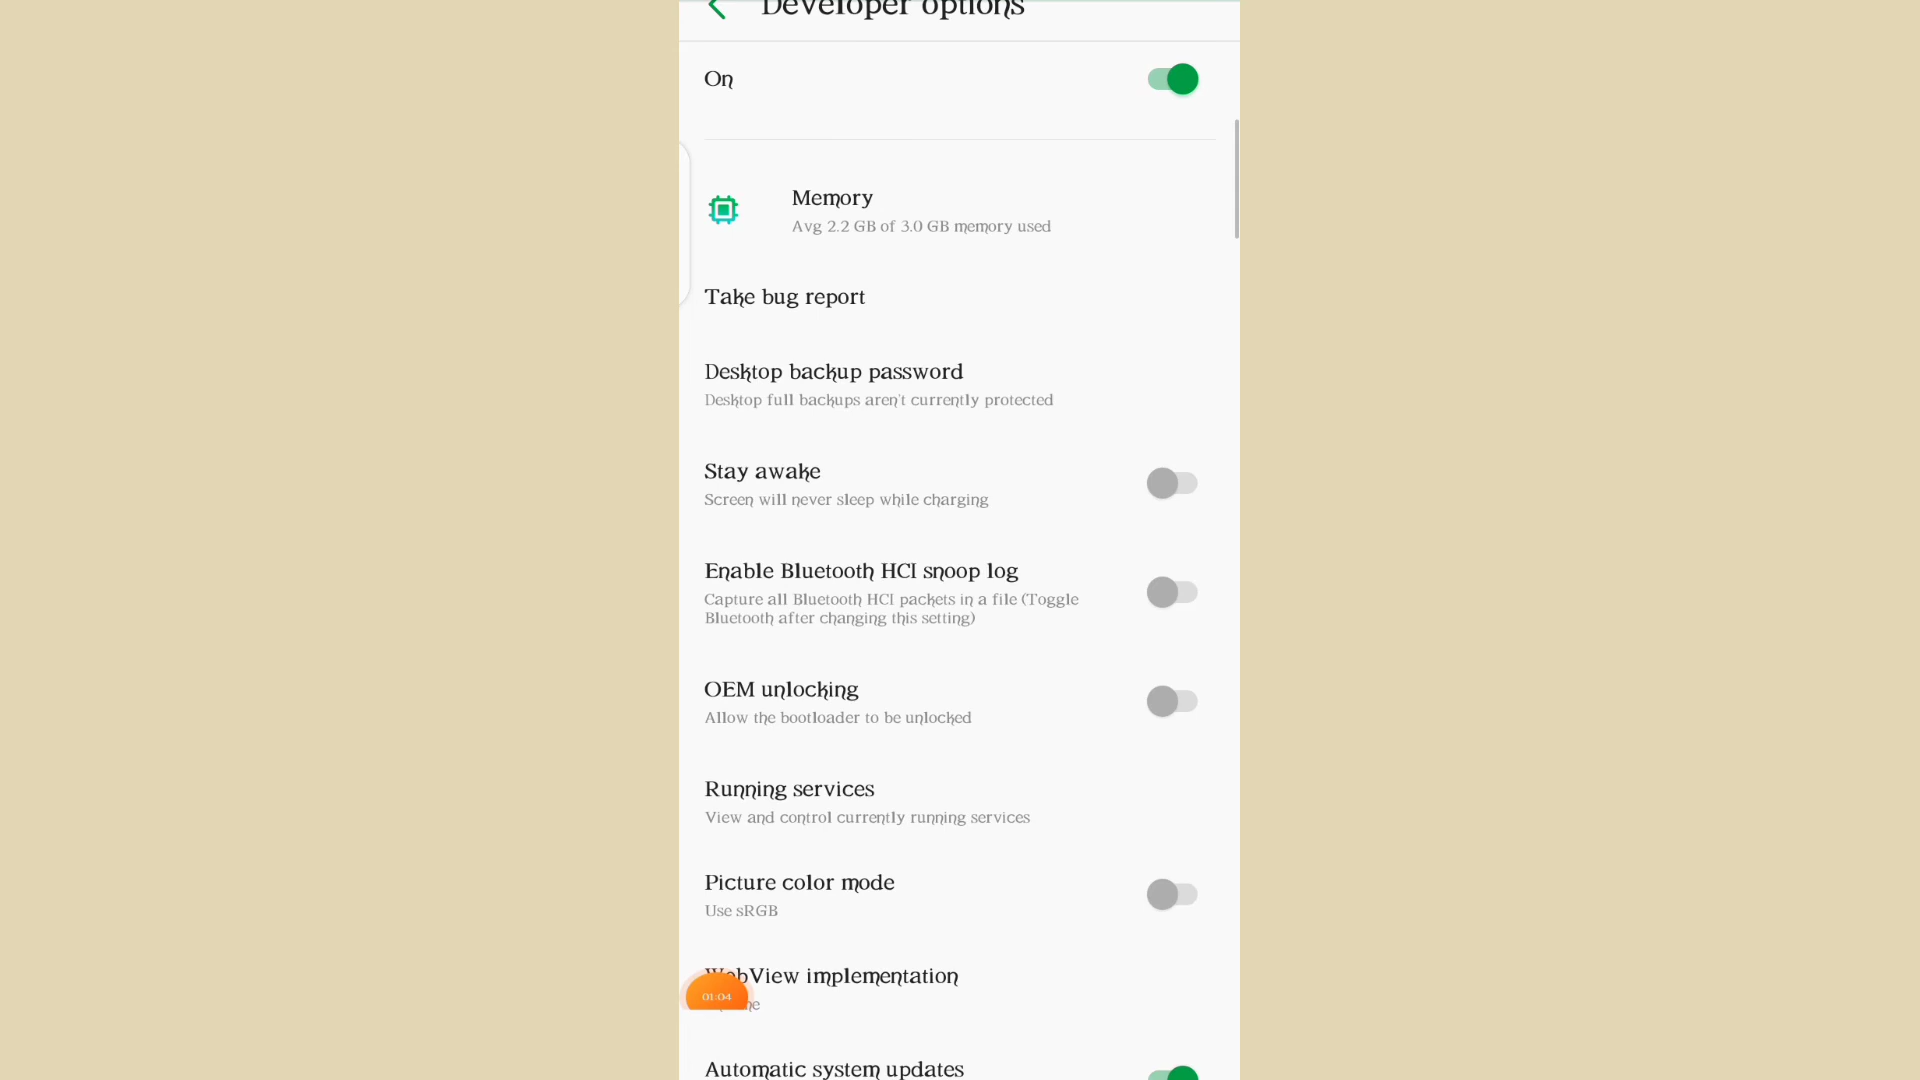 Developer options
On
Memory
Avg 2.2 GB of 3.0 GB memory used
Take bug report
Desktop backup password
Desktop full backups aren't currently protected
Stay awake
Screen will never sleep while charging
Enable Bluetooth HCI snoop log
Capture all Bluetooth HCI packets in a file (Toggle
Bluetooth after changing this setting)
OEM unlocking
Allow the bootloader to be unlocked
Running services
View and control currently running services
Picture color mode
Use sRGB
WebView implementation
01:04
Automatic system updates